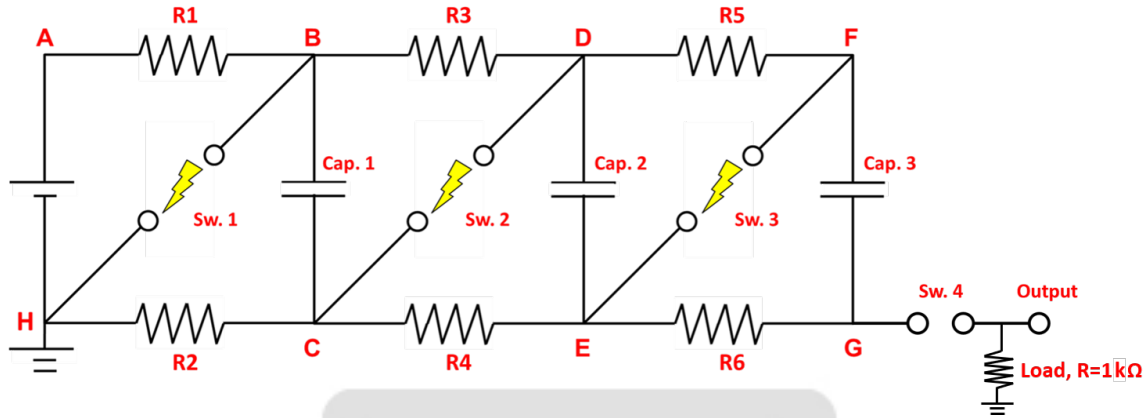 R1
R3
R5
A
B
D
F
Cap. 1
Cap. 2
Cap. 3
Sw. 1
Sw. 2
Sw. 3
H
Sw. 4
Output
R2
C
R4
E
R6
G
Load, R=1kΩ